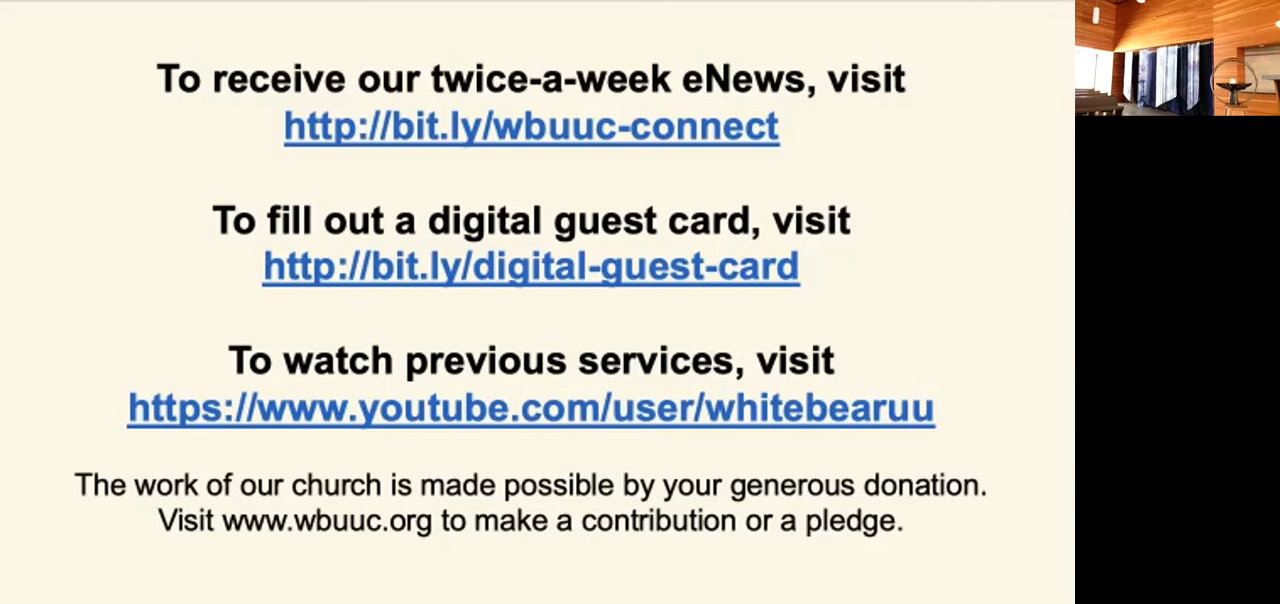 To receive our twice-a-week eNews, visit
http://bit.ly/wbuuc-connect
To fill out a digital guest card, visit
http://bit.ly/digital-guest-card
To watch previous services, visit
https://www.youtube.com/user/whitebearuu
The work of our church is made possible by your generous donation.
Visit www.wbuuc.org to make a contribution or a pledge.